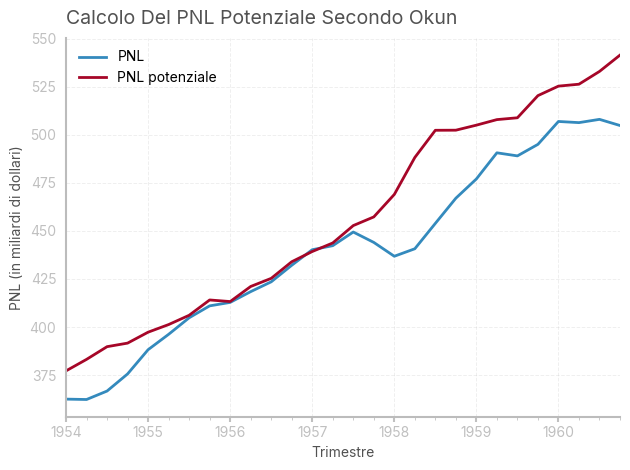 Calcolo Del PNL Potenziale Secondo Okun
PNL
PNL potenziale
550
525
500
475
450
425
400
375
PNL (in miliardi di dollari)
1954 1955 1956 1957 1958 1959 1960
Trimestre